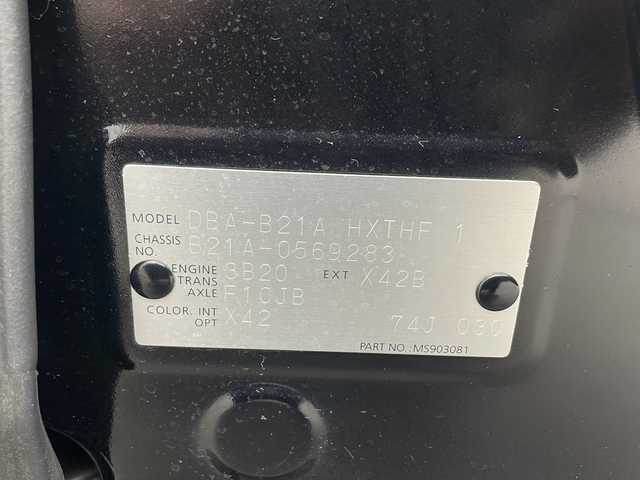 MODEL DBA-B21A HXTHF 1
CHASSIS NO. B21A-0569283
ENGINE 3B20 EXT X42B
TRANS AXLE F1CJB
COLOR. INT OPT X42 74J 030
PART NO.: MS903081